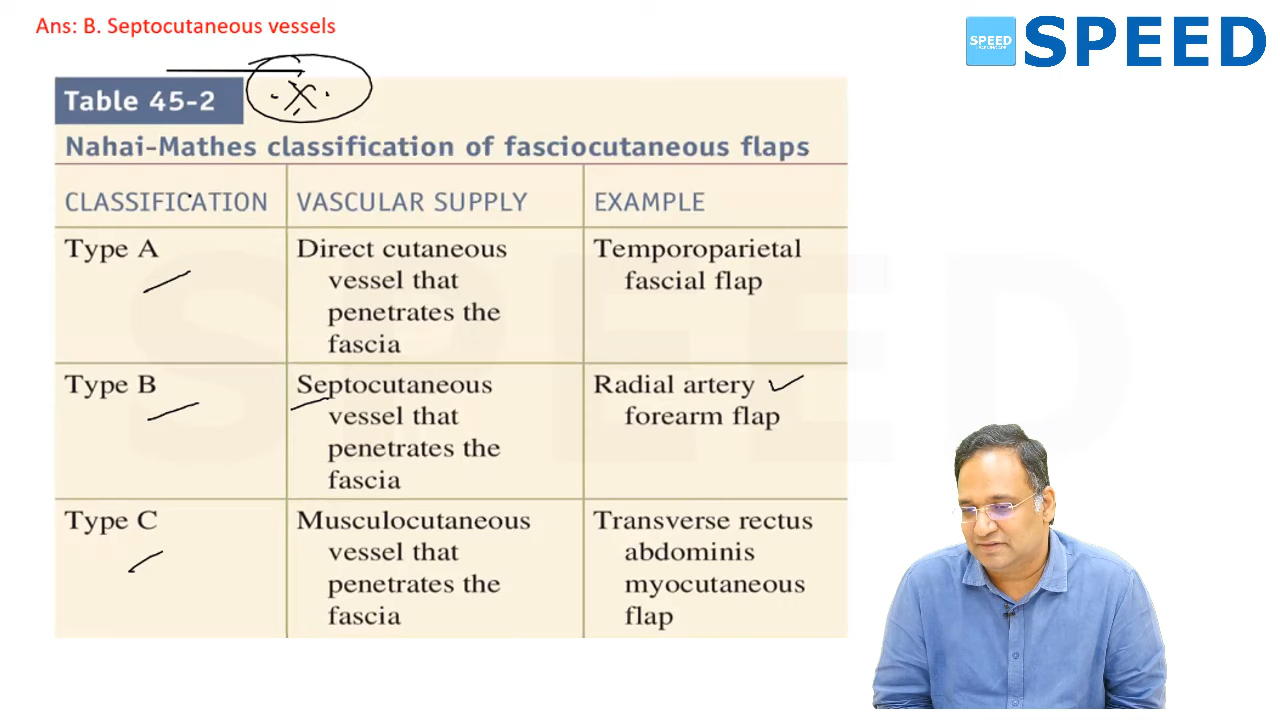 Ans: B. Septocutaneous vessels
SPEED
SPEED
Table 45-2
Nahai-Mathes classification of fasciocutaneous flaps
CLASSIFICATION VASCULAR SUPPLY EXAMPLE
Type A Direct cutaneous vessel that penetrates the fascia Temporoparietal fascial flap
Type B Septocutaneous vessel that penetrates the fascia Radial artery forearm flap
Type C Musculocutaneous vessel that penetrates the fascia Transverse rectus abdominis myocutaneous flap
SPEED